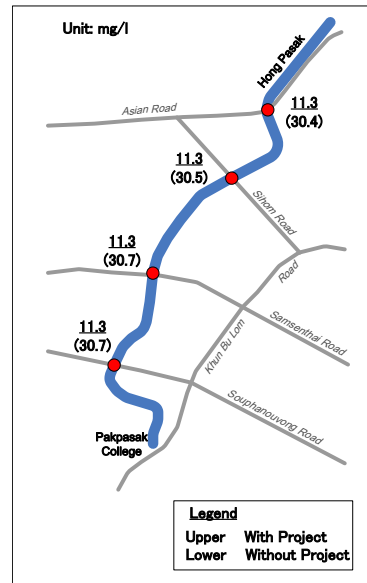 Unit: mg/l
Hong Pasak
Asian Road
11.3
(30.4)
11.3
(30.5)
Sihom Road
11.3
(30.7)
Khun Bu Lom Road
Samsenthai Road
11.3
(30.7)
Souphanouvong Road
Pakpasak
College
Legend
Upper With Project
Lower Without Project